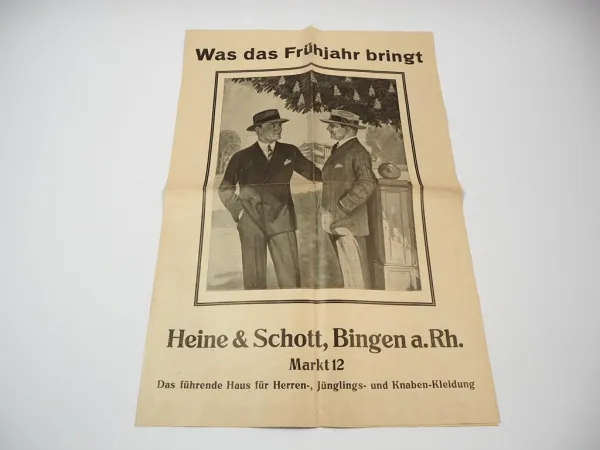 Was das Frühjahr bringt
Heine & Schott, Bingen a. Rh.
Markt 12
Das führende Haus für Herren-, Jünglings- und Knaben-Kleidung